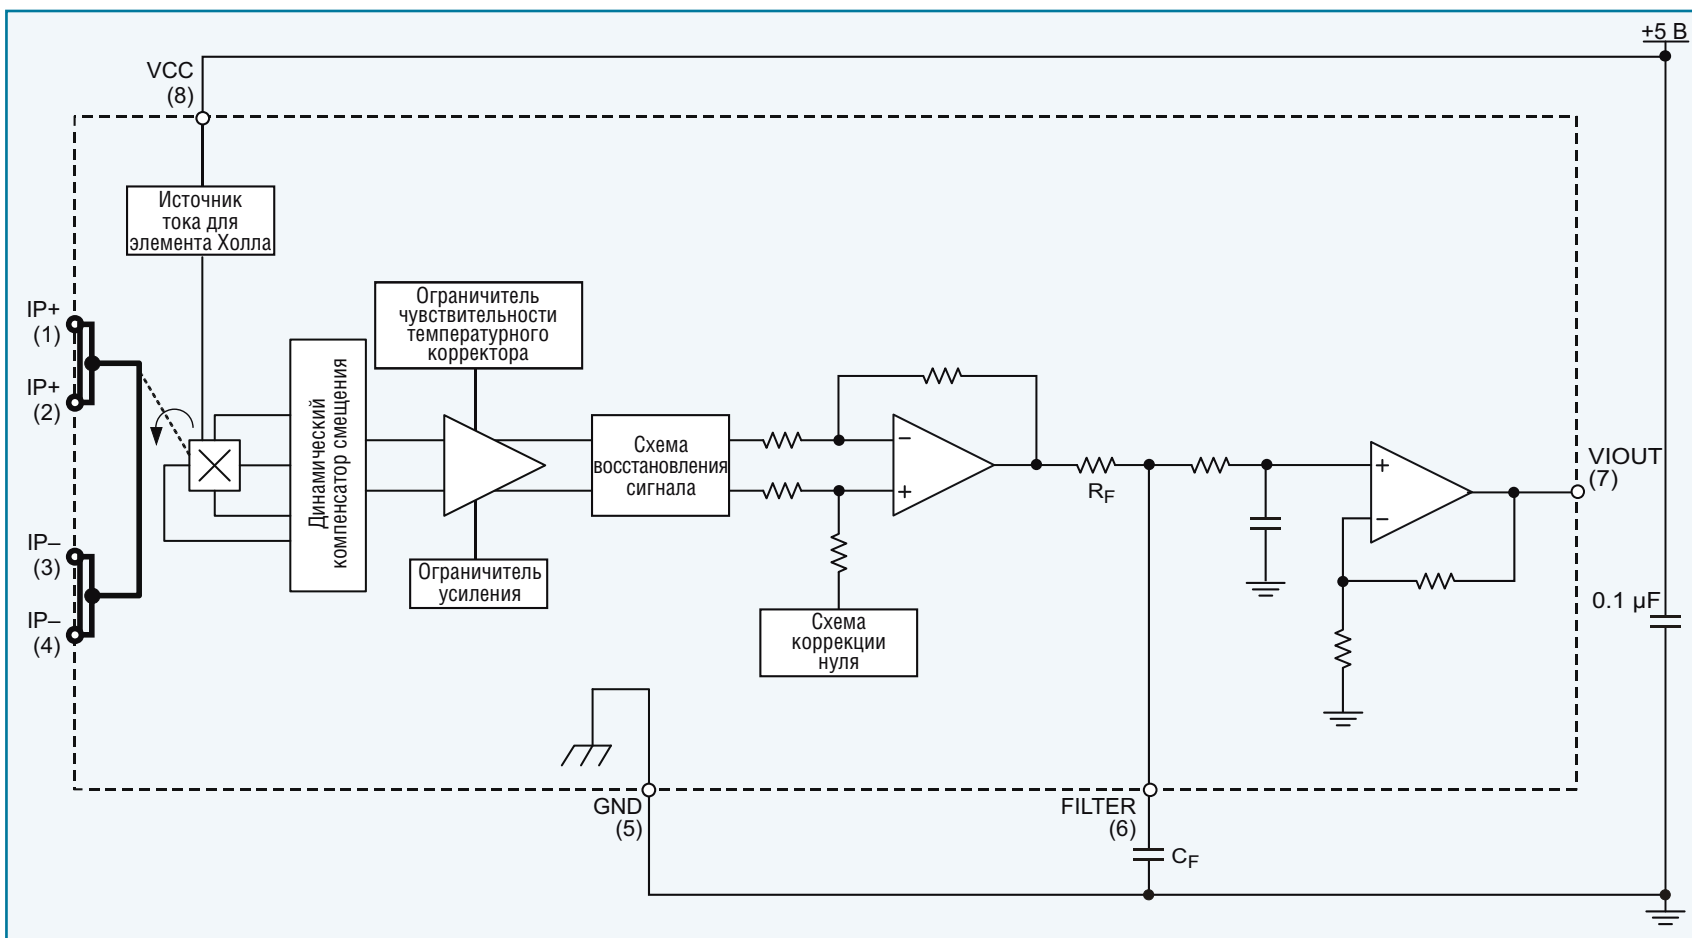 +5 В
VCC
(8)
Источник
тока для
элемента Холла
IP+
(1)
IP+
(2)
IP–
(3)
IP–
(4)
Динамический
компенсатор смещения
Ограничитель
чувствительности
температурного
корректора
Ограничитель
усиления
Схема
восстановления
сигнала
Схема
коррекции
нуля
–
+
RF
+
–
VIOUT
(7)
0.1 µF
GND
(5)
FILTER
(6)
CF